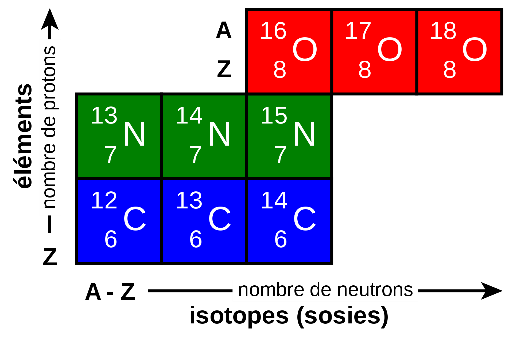 A
Z
16 8 O 17 8 O 18 8 O
13 7 N 14 7 N 15 7 N
12 6 C 13 6 C 14 6 C
éléments
nombre de protons
Z
A - Z nombre de neutrons
isotopes (sosies)